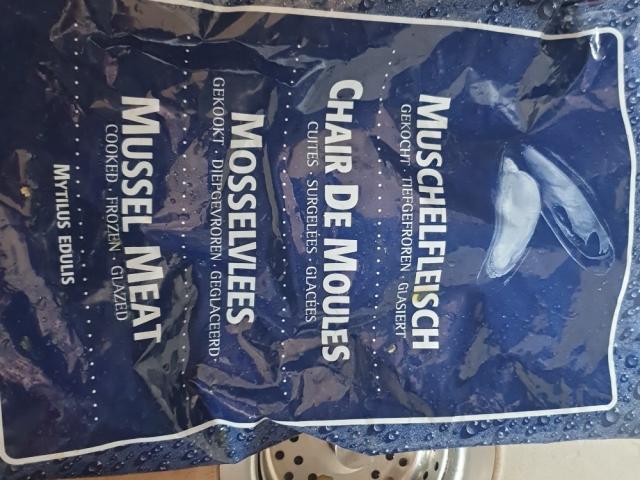 MUSCHELFLEISCH
GEKOCHT · TIEFGEFROREN · GLASIERT
CHAIR DE MOULES
CUITES · SURGELÉES · GLACÉES
MOSSELVLEES
GEKOOKT · DIEPGEVROREN · GEGLACEERD
MUSSEL MEAT
COOKED · FROZEN · GLAZED
MYTILUS EDULIS